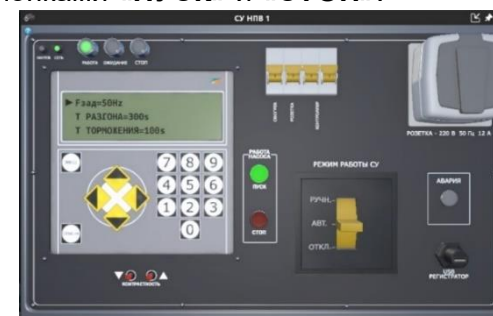 СУ НПВ 1
СЕТЬ
РАБОТА
ОЖИДАНИЕ
СТОП
Fзад=50Hz
Т РАЗГОНА=300s
Т ТОРМОЖЕНИЯ=100s
7 8 9
4 5 6
1 2 3
0
КОНТРАСТНОСТЬ
РАБОТА
НАСОСА
ПУСК
СТОП
РОЗЕТКА
РОЗЕТКА - 220 В 50 Гц 12 А
РЕЖИМ РАБОТЫ СУ
РУЧН.
АВТ.
ОТКЛ.
АВАРИЯ
USB
РЕГИСТРАТОР